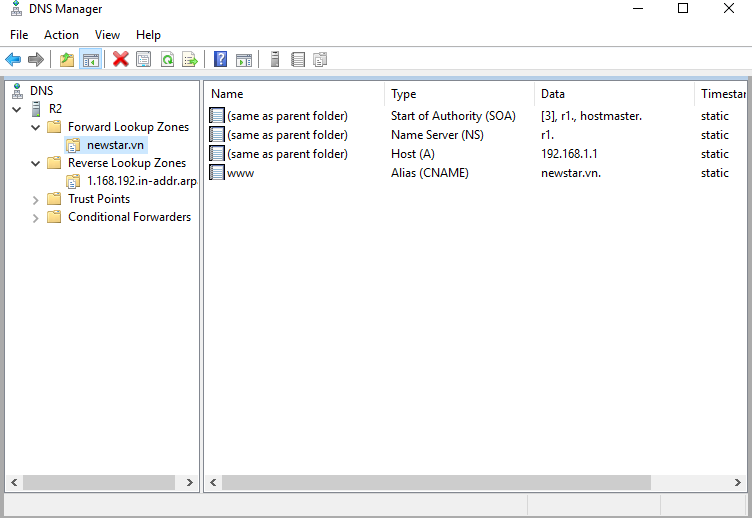 DNS Manager
File Action View Help
DNS
R2
Forward Lookup Zones
newstar.vn
Reverse Lookup Zones
1.168.192.in-addr.arp
Trust Points
Conditional Forwarders
Name Type Data Timestar
(same as parent folder) Start of Authority (SOA) [3], r1., hostmaster. static
(same as parent folder) Name Server (NS) r1. static
(same as parent folder) Host (A) 192.168.1.1 static
www Alias (CNAME) newstar.vn. static